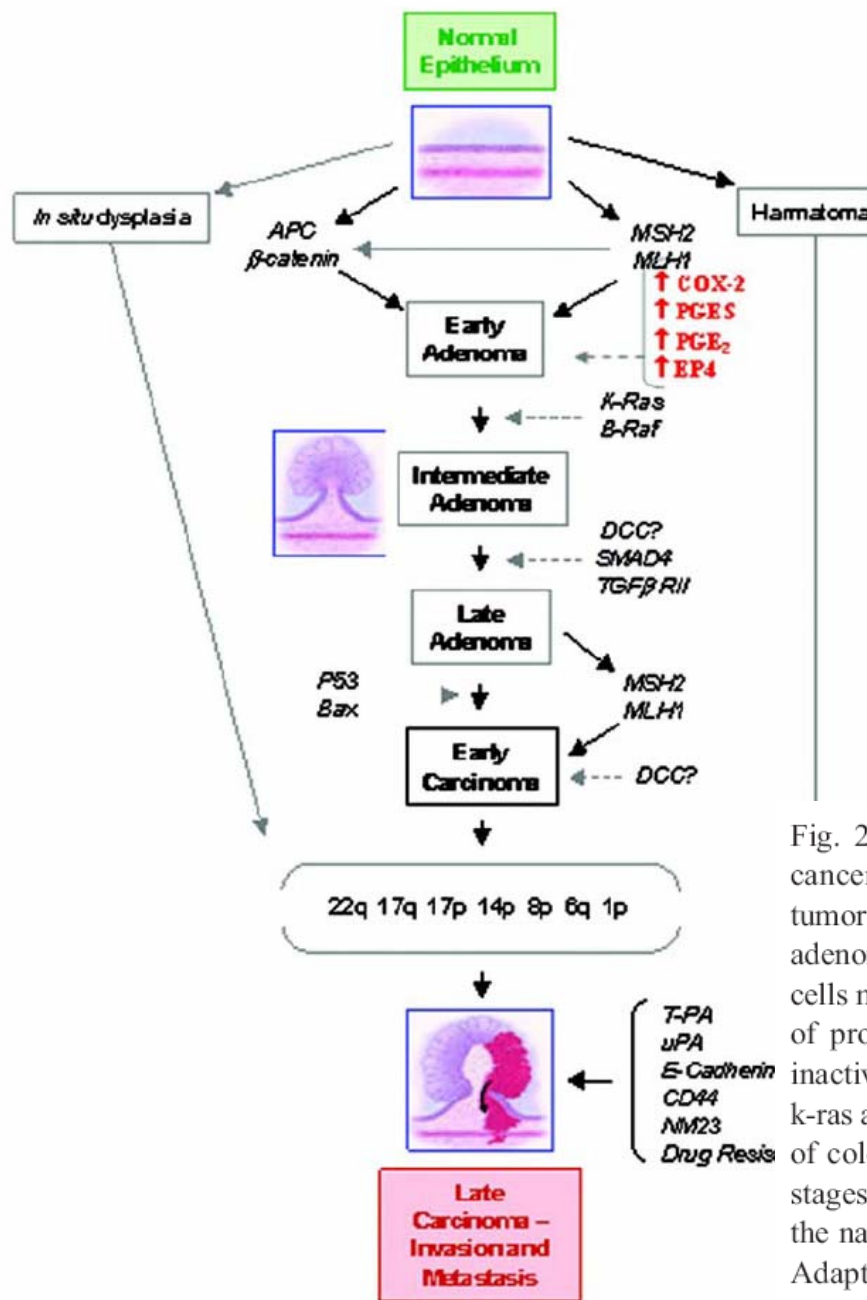 Normal
Epithelium
In situ dysplasia
APC
β-catenin
MSH2
MLH1
Harmatoma
↑ COX-2
↑ PGES
↑ PGE₂
↑ EP4
Early
Adenoma
K-Ras
B-Raf
Intermediate
Adenoma
DCC?
SMAD4
TGFβ RII
Late
Adenoma
P53
Bax
MSH2
MLH1
Early
Carcinoma
DCC?
22q 17q 17p 14p 8p 6q 1p
T-PA
uPA
E-Cadherin
CD44
NM23
Drug Resis
Late
Carcinoma –
Invasion and
Metastasis
Fig. 2
cancer
tumor
adenor
cells n
of pro
inactiv
k-ras a
of col
stages
the na
Adapt